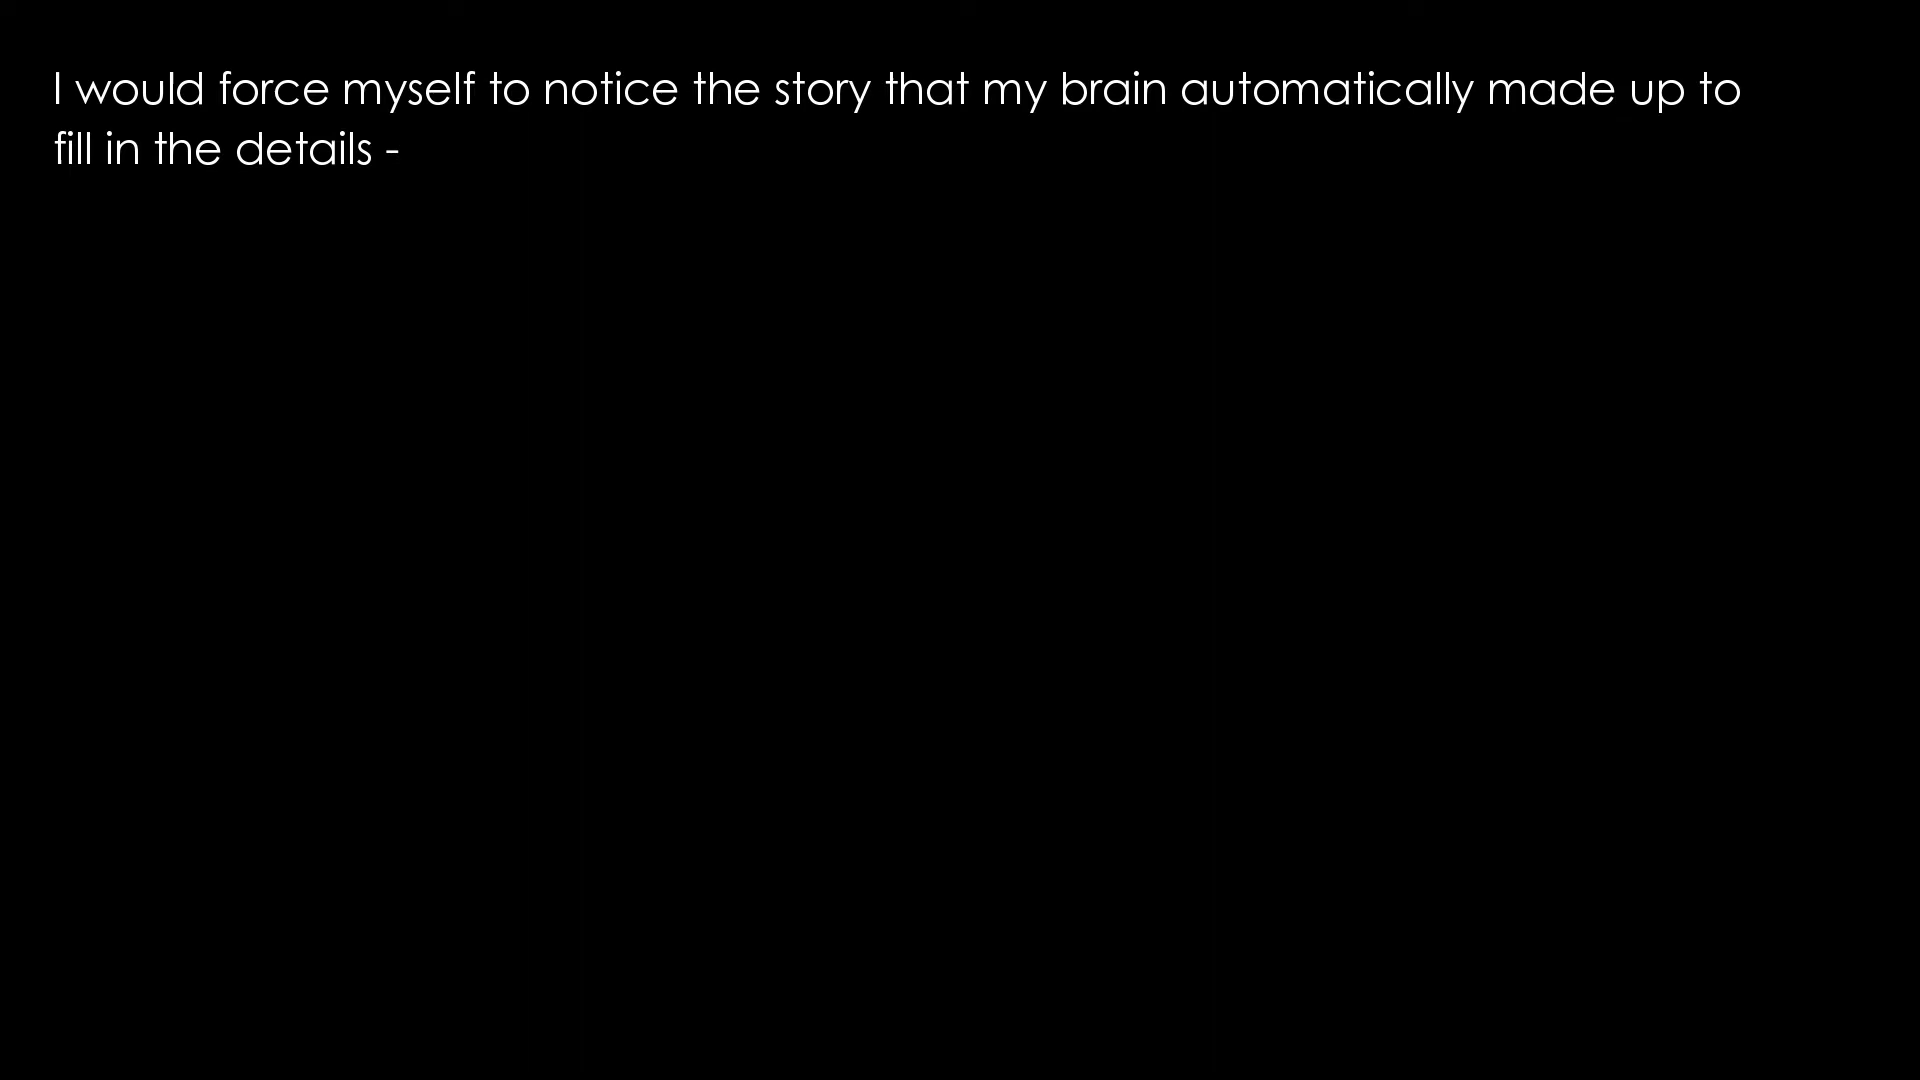 I would force myself to notice the story that my brain automatically made up to
fill in the details -